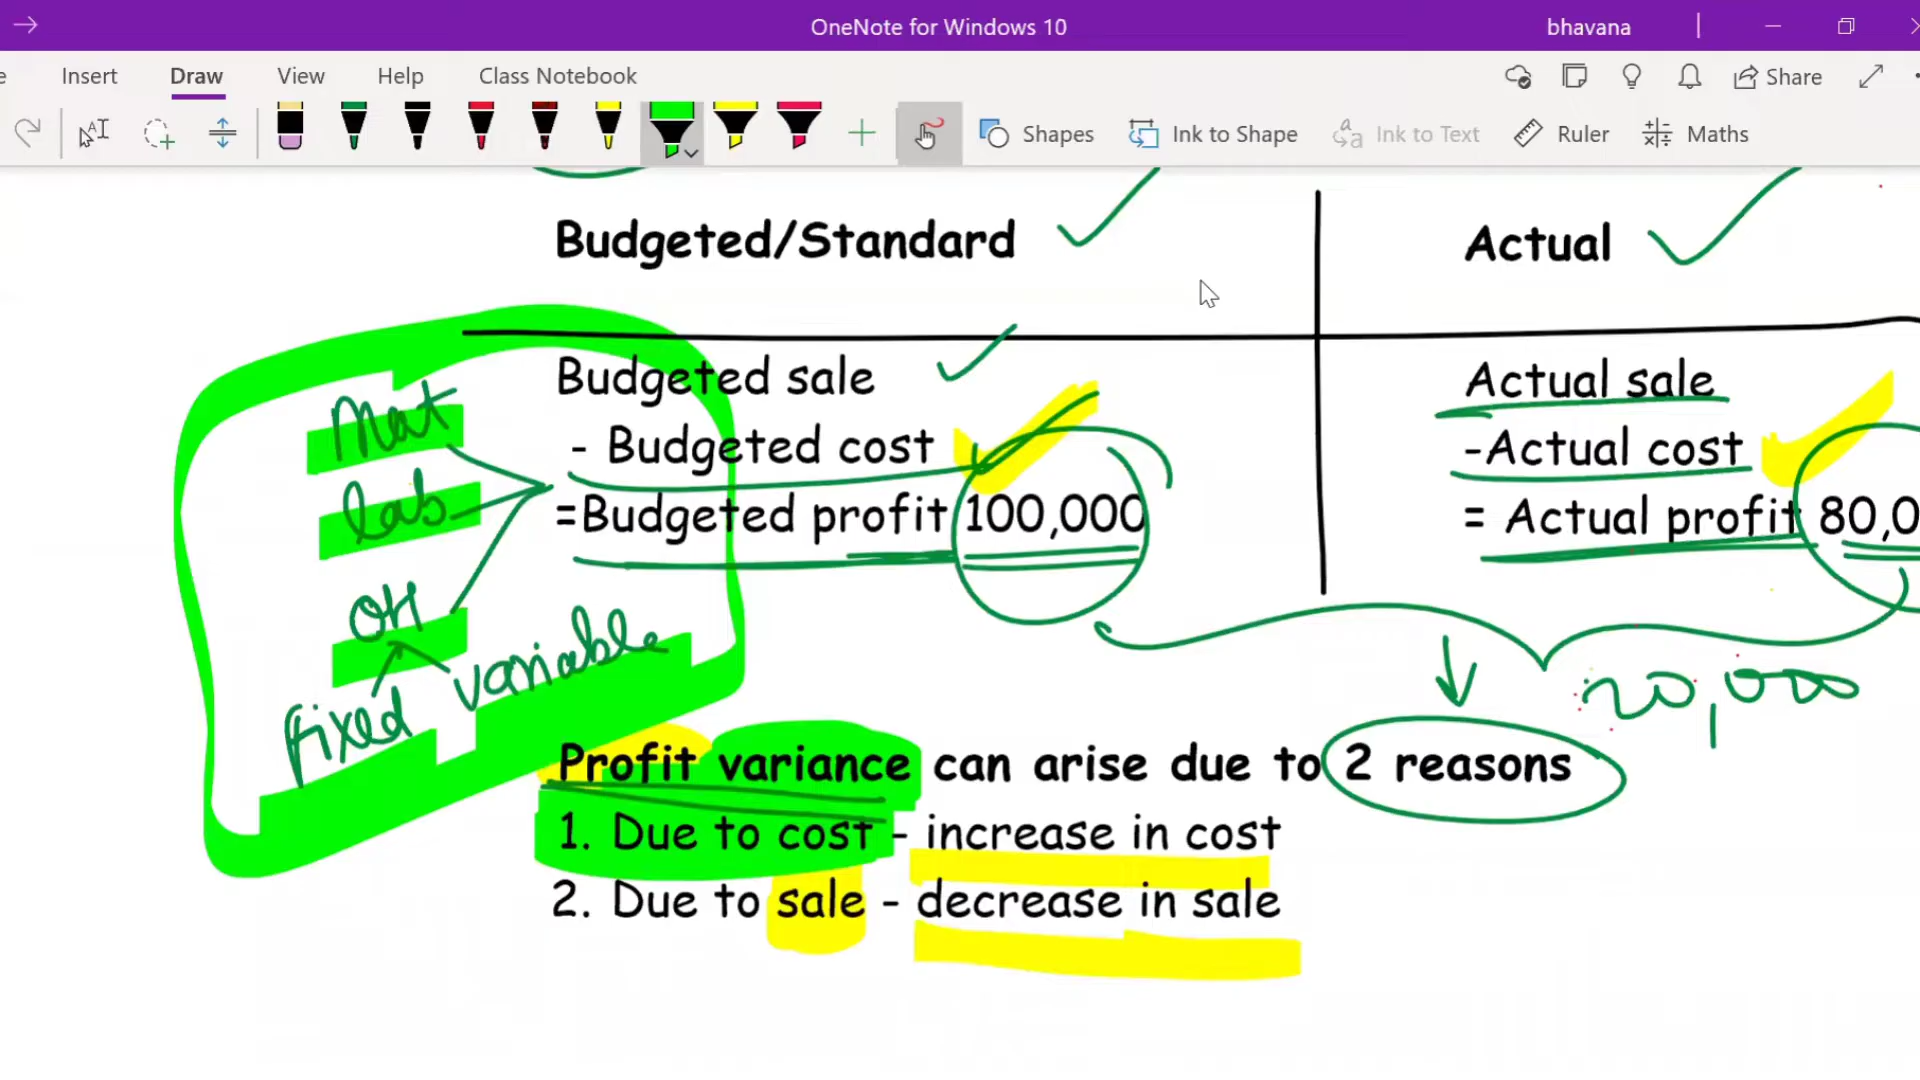 OneNote for Windows 10 bhavana
Insert Draw View Help Class Notebook Share
Shapes Ink to Shape Ink to Text Ruler Maths
Budgeted/Standard Actual
Budgeted sale Actual sale
- Budgeted cost -Actual cost
=Budgeted profit 100,000 = Actual profit 80,0
Mat
lab
OH
fixed variable
20,000
Profit variance can arise due to 2 reasons
1. Due to cost - increase in cost
2. Due to sale - decrease in sale